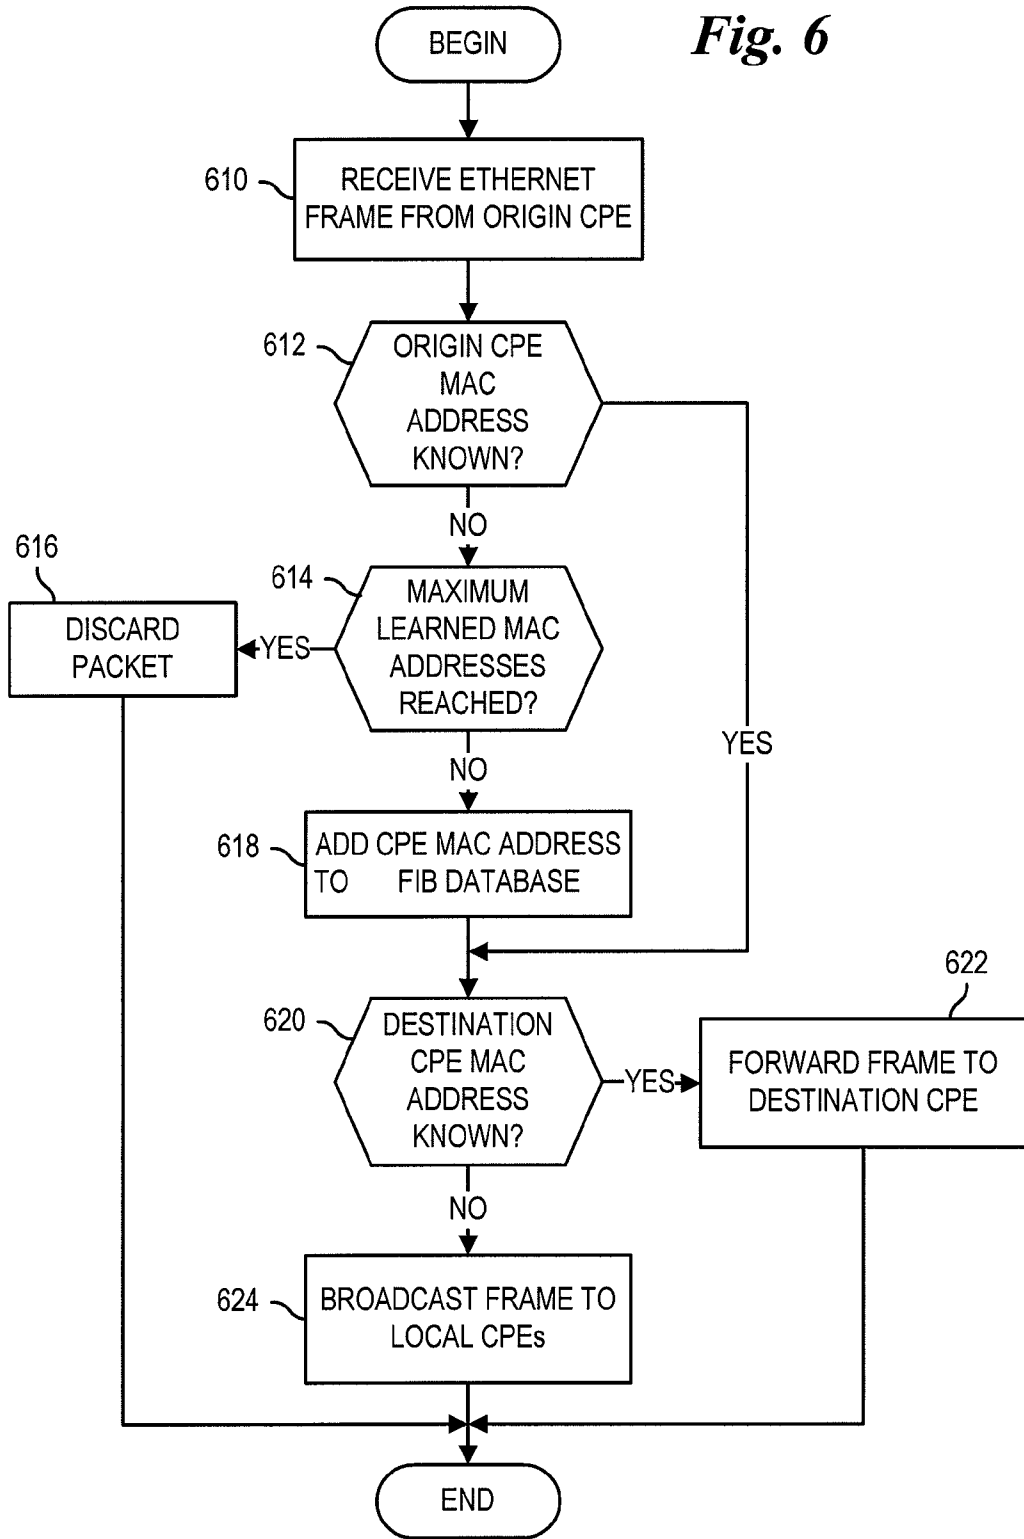 Fig. 6
BEGIN
610
RECEIVE ETHERNET
FRAME FROM ORIGIN CPE
612
ORIGIN CPE
MAC
ADDRESS
KNOWN?
NO
616
DISCARD
PACKET
YES
614
MAXIMUM
LEARNED MAC
ADDRESSES
REACHED?
YES
NO
618
ADD CPE MAC ADDRESS
TO FIB DATABASE
620
DESTINATION
CPE MAC
ADDRESS
KNOWN?
YES
622
FORWARD FRAME TO
DESTINATION CPE
NO
624
BROADCAST FRAME TO
LOCAL CPEs
END